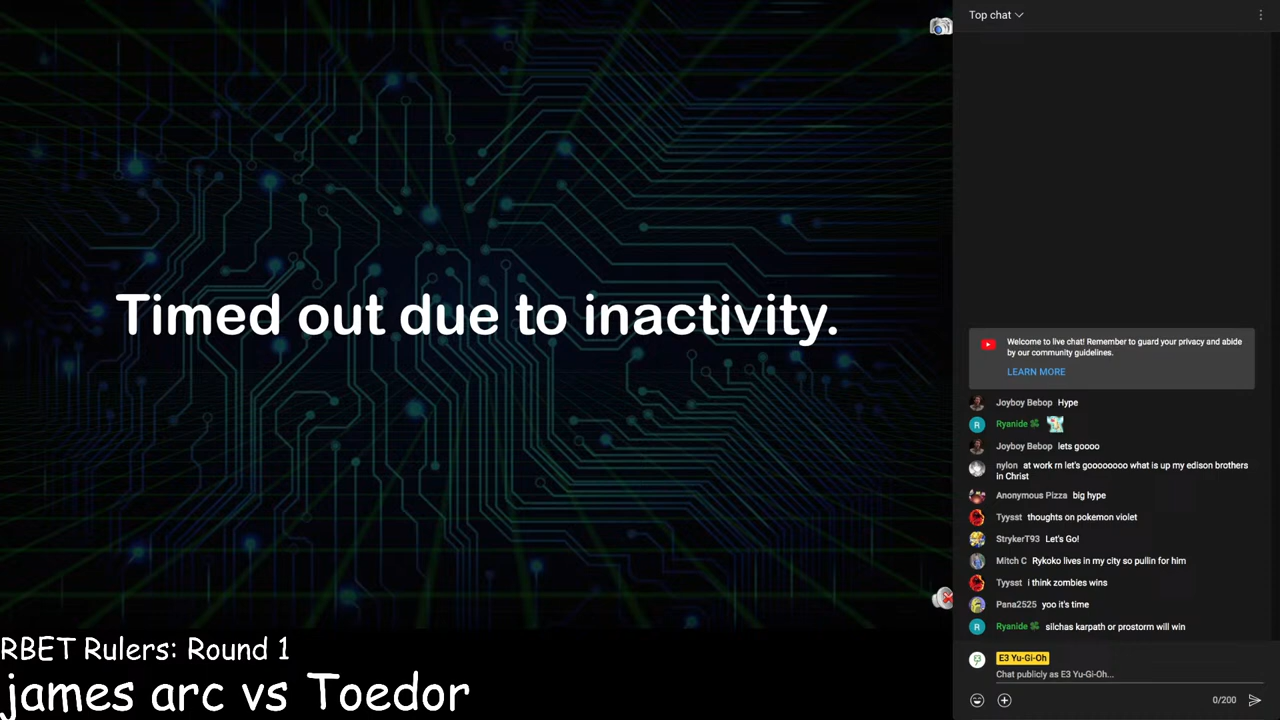 Top chat
Timed out due to inactivity.
Welcome to live chat! Remember to guard your privacy and abide
by our community guidelines.
LEARN MORE
Joyboy Bebop Hype
R Ryanide
Joyboy Bebop lets goooo
nylon at work rn let's goooooooo what is up my edison brothers
in Christ
Anonymous Pizza big hype
Tyysst thoughts on pokemon violet
StrykerT93 Let's Go!
Mitch C Rykoko lives in my city so pullin for him
Tyysst i think zombies wins
Pana2525 yoo it's time
R Ryanide silchas karpath or prostorm will win
E3 Yu-Gi-Oh
Chat publicly as E3 Yu-Gi-Oh...
0/200
RBET Rulers: Round 1
james arc vs Toedor